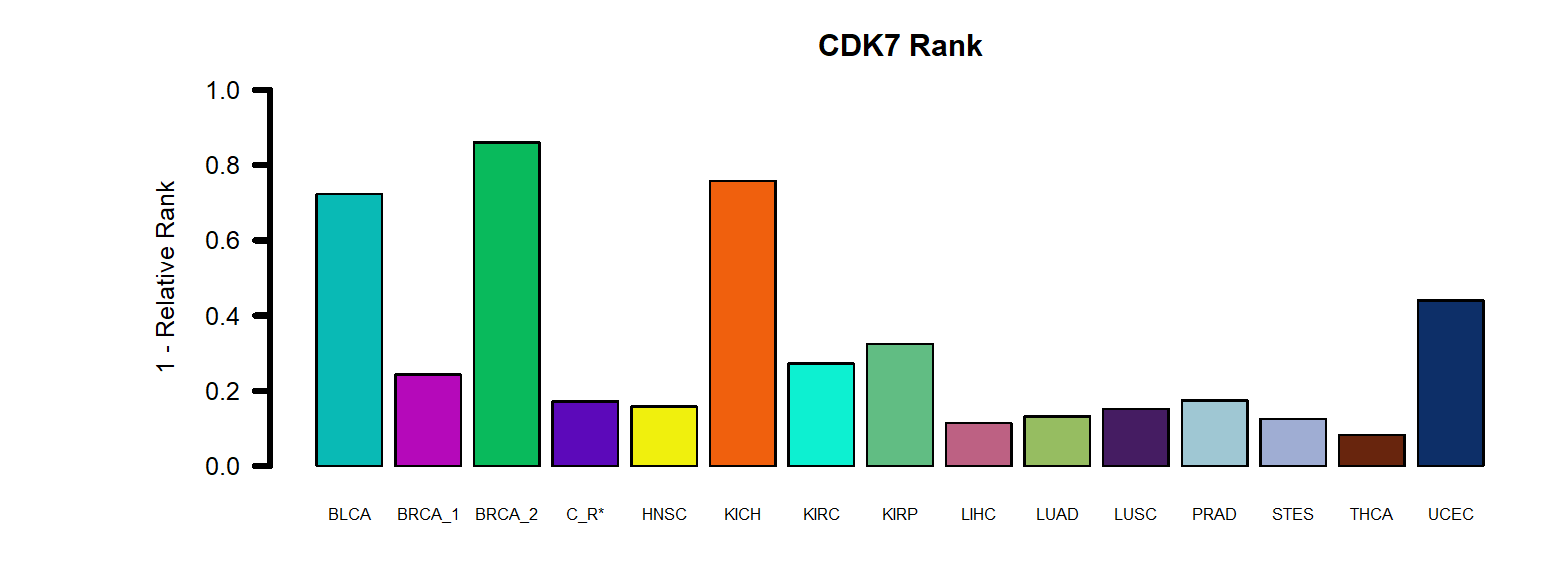 CDK7 Rank
1 - Relative Rank
1.0
0.8
0.6
0.4
0.2
0.0
BLCA BRCA_1 BRCA_2 C_R* HNSC KICH KIRC KIRP LIHC LUAD LUSC PRAD STES THCA UCEC